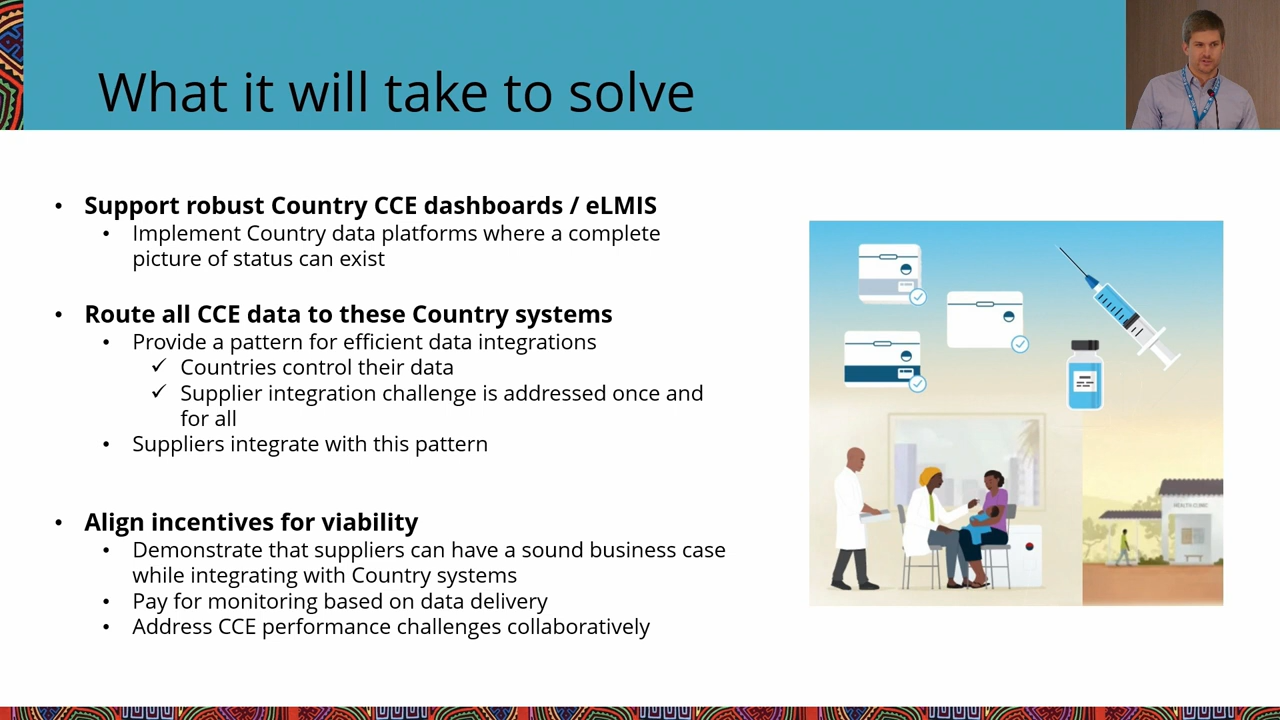 What it will take to solve
• Support robust Country CCE dashboards / eLMIS
• Implement Country data platforms where a complete
picture of status can exist
• Route all CCE data to these Country systems
• Provide a pattern for efficient data integrations
✓ Countries control their data
✓ Supplier integration challenge is addressed once and
for all
• Suppliers integrate with this pattern
• Align incentives for viability
• Demonstrate that suppliers can have a sound business case
while integrating with Country systems
• Pay for monitoring based on data delivery
• Address CCE performance challenges collaboratively
HEALTH CLINIC